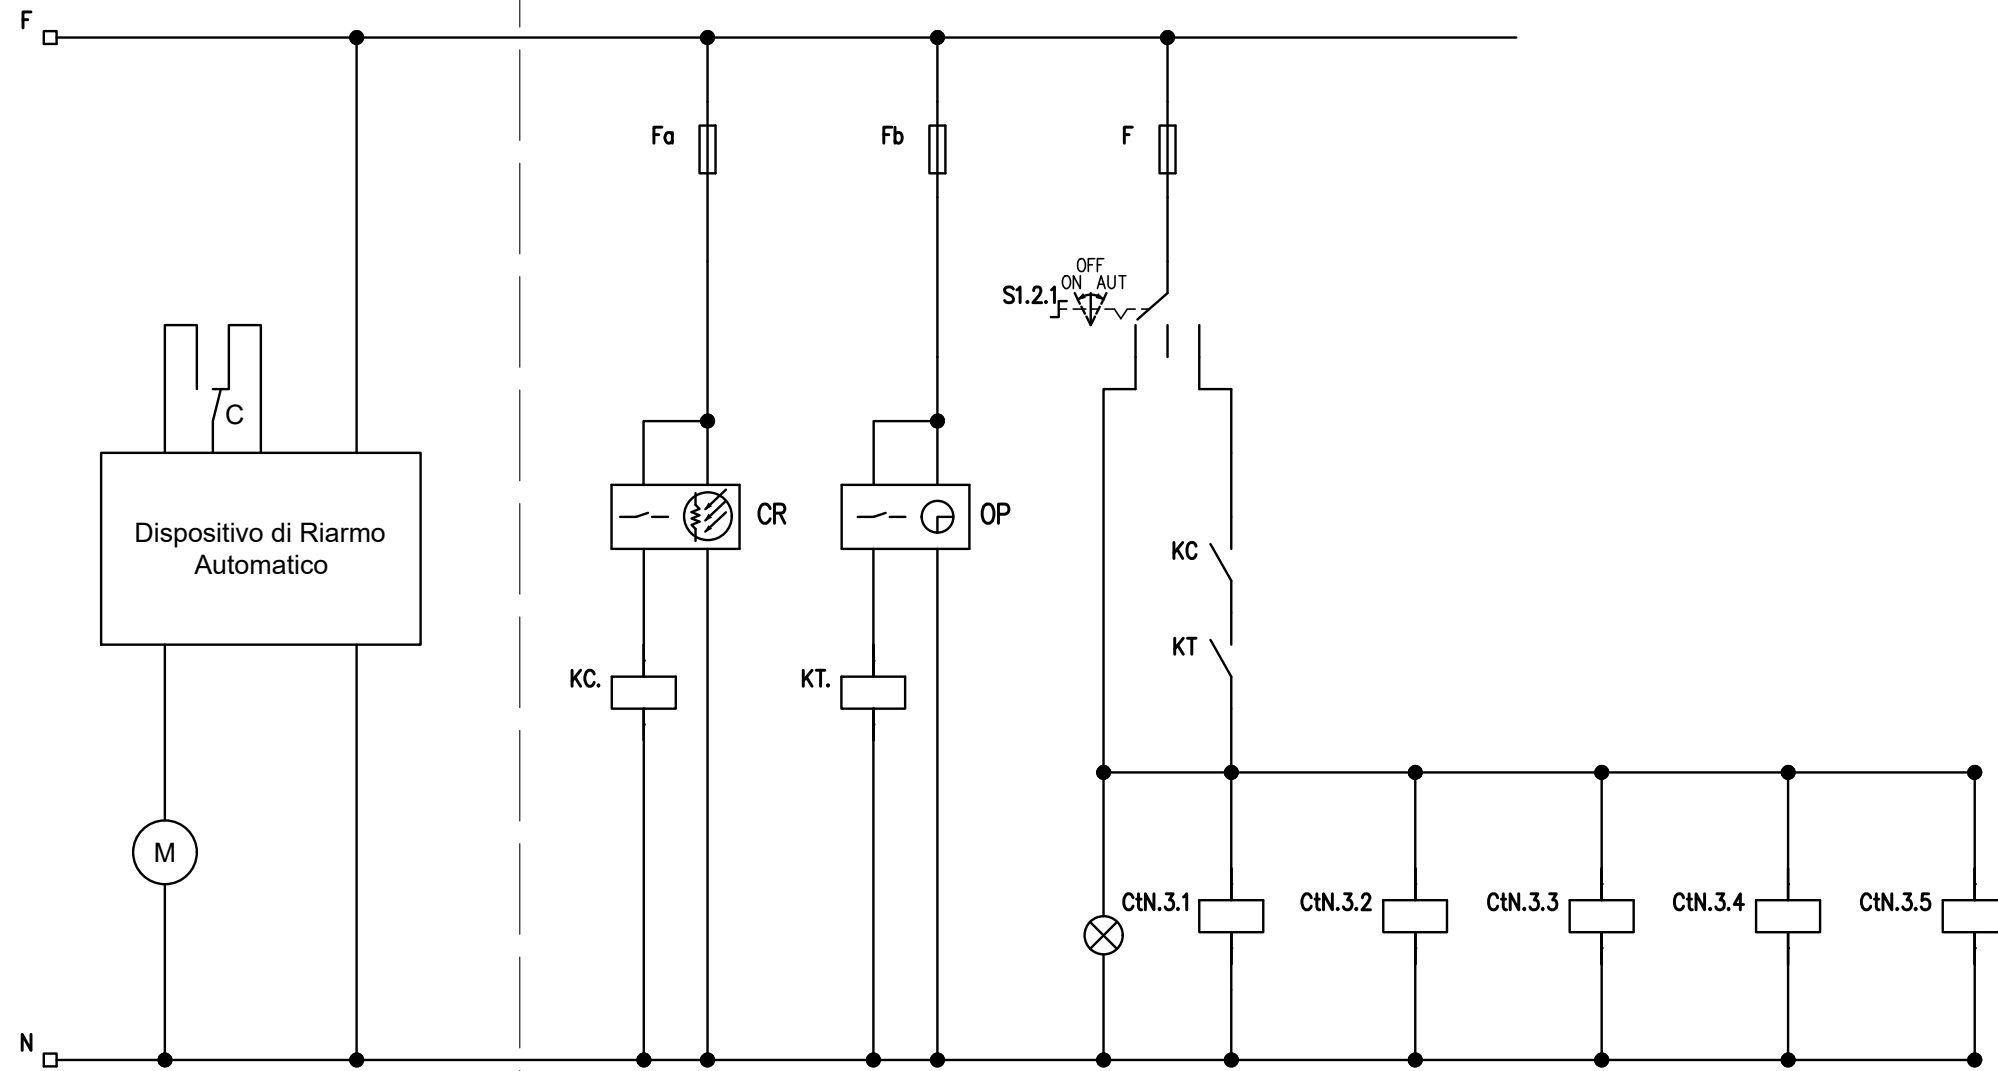 F
Fa
Fb
F
OFF
ON AUT
S1.2.1
C
Dispositivo di Riarmo
Automatico
CR
OP
KC
KT
KC.
KT.
M
CtN.3.1
CtN.3.2
CtN.3.3
CtN.3.4
CtN.3.5
N